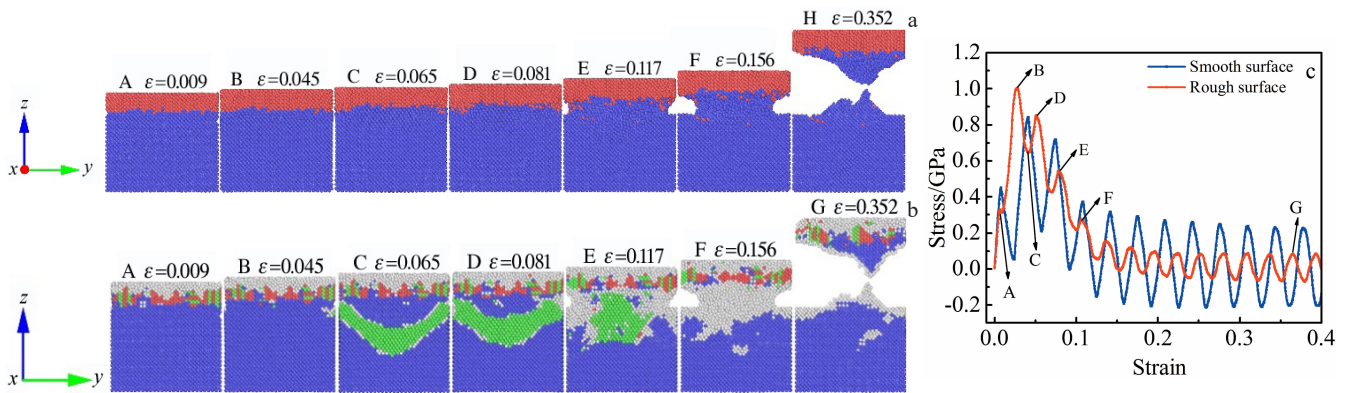 a
A ε=0.009
B ε=0.045
C ε=0.065
D ε=0.081
E ε=0.117
F ε=0.156
H ε=0.352
z
x
y
b
A ε=0.009
B ε=0.045
C ε=0.065
D ε=0.081
E ε=0.117
F ε=0.156
G ε=0.352
z
x
y
c
Smooth surface
Rough surface
Stress/GPa
1.2
1.0
0.8
0.6
0.4
0.2
0.0
-0.2
B
D
E
F
G
C
A
0.0
0.1
0.2
0.3
0.4
Strain